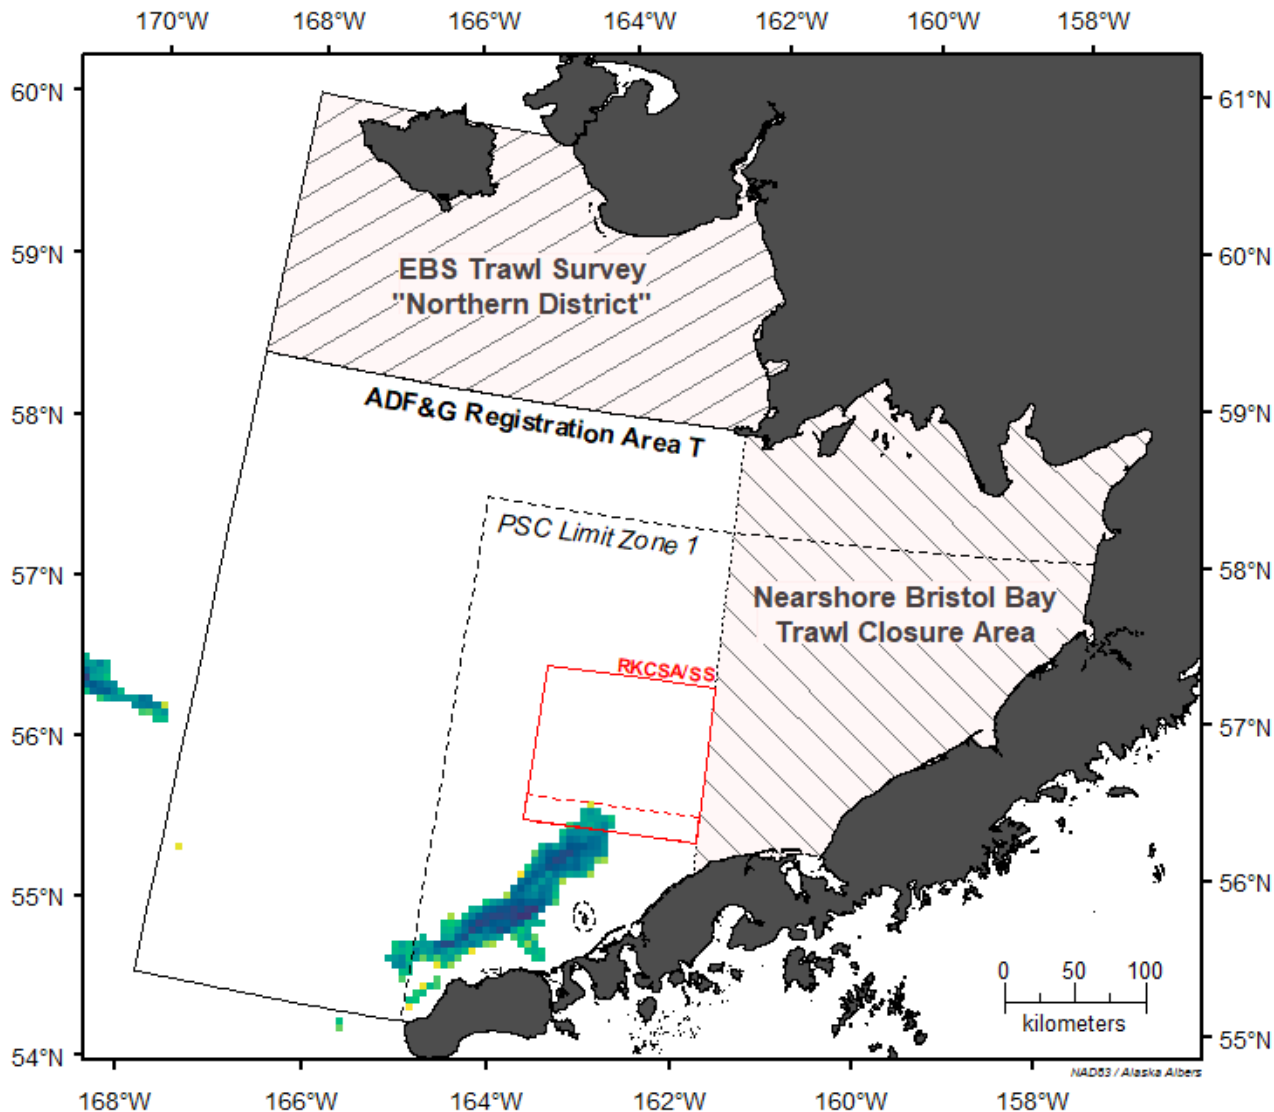 170°W 168°W 166°W 164°W 162°W 160°W 158°W
60°N
61°N
59°N
60°N
EBS Trawl Survey
"Northern District"
58°N
59°N
ADF&G Registration Area T
PSC Limit Zone 1
57°N
58°N
Nearshore Bristol Bay
Trawl Closure Area
RKCSA/SS
56°N
57°N
55°N
56°N
0 50 100
kilometers
54°N
55°N
NAD83 / Alaska Albers
168°W 166°W 164°W 162°W 160°W 158°W